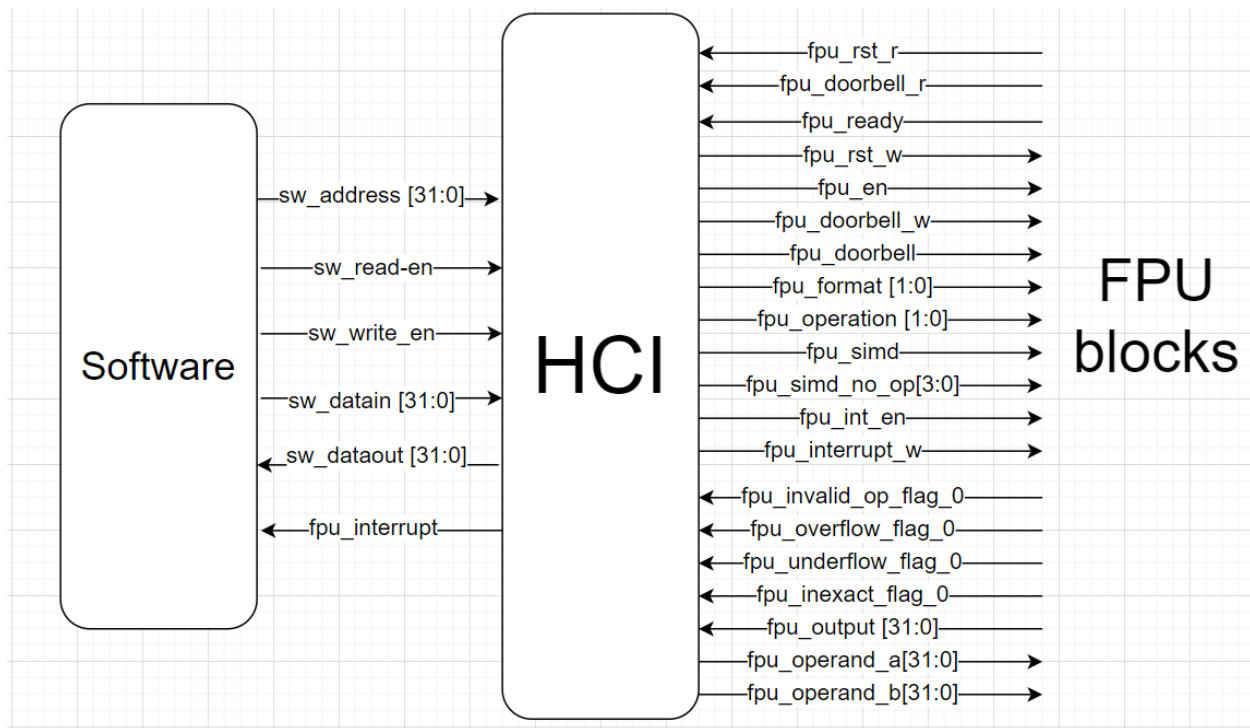 Software
sw_address [31:0]
sw_read-en
sw_write_en
sw_datain [31:0]
sw_dataout [31:0]
fpu_interrupt
HCI
fpu_rst_r
fpu_doorbell_r
fpu_ready
fpu_rst_w
fpu_en
fpu_doorbell_w
fpu_doorbell
fpu_format [1:0]
fpu_operation [1:0]
fpu_simd
fpu_simd_no_op[3:0]
fpu_int_en
fpu_interrupt_w
fpu_invalid_op_flag_0
fpu_overflow_flag_0
fpu_underflow_flag_0
fpu_inexact_flag_0
fpu_output [31:0]
fpu_operand_a[31:0]
fpu_operand_b[31:0]
FPU
blocks